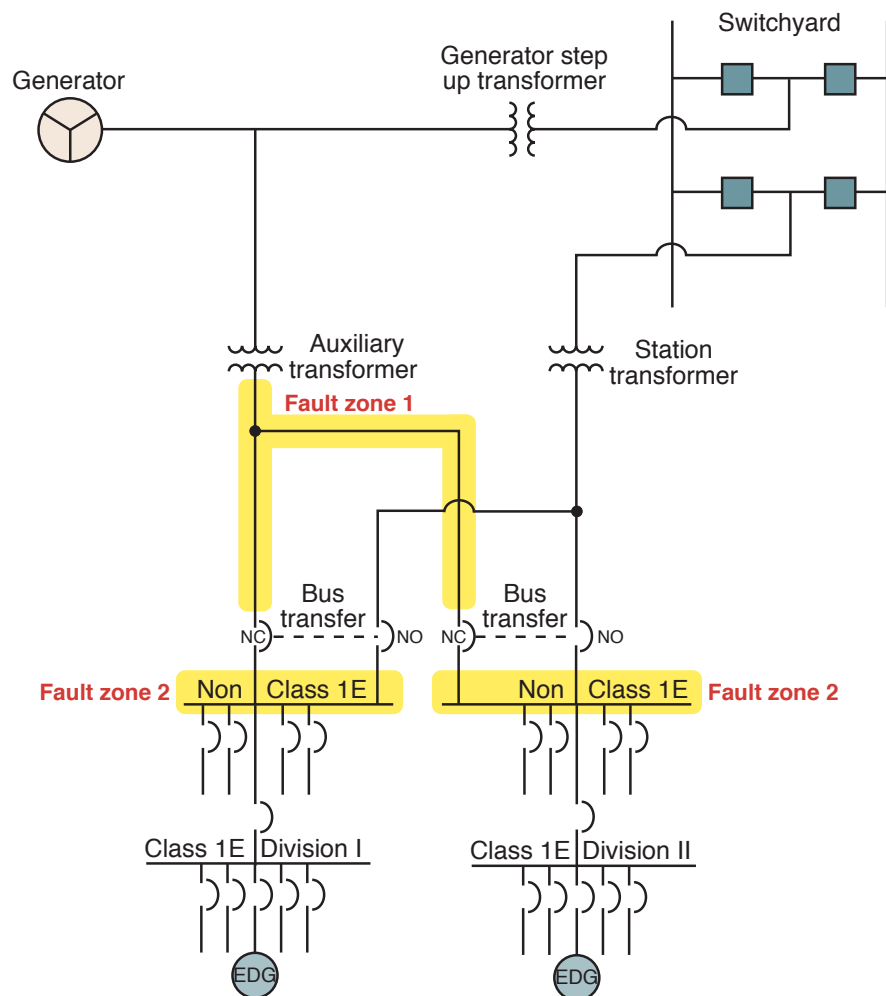 Switchyard
Generator step
up transformer
Generator
Auxiliary
transformer
Station
transformer
Fault zone 1
Bus
transfer
Bus
transfer
NC
NO
NC
NO
Fault zone 2
Non Class 1E
Non Class 1E
Fault zone 2
Class 1E Division I
Class 1E Division II
EDG
EDG